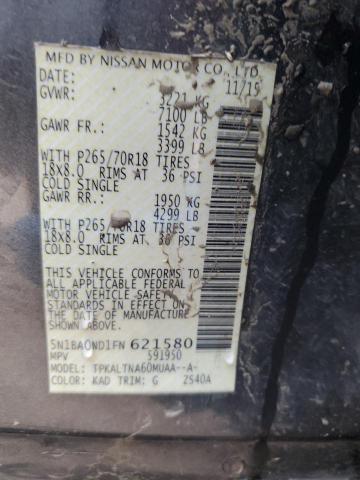 MFD BY NISSAN MOTOR CO., LTD.
DATE: 11/15
GVWR: 3221 KG
7100 LB
GAWR FR.: 1542 KG
3399 LB
WITH P265/70R18 TIRES
18X8.0 RIMS AT 36 PSI
COLD SINGLE
GAWR RR.: 1950 KG
4299 LB
WITH P265/70R18 TIRES
18X8.0 RIMS AT PSI
COLD SINGLE
THIS VEHICLE CONFORMS TO
ALL APPLICABLE FEDERAL
MOTOR VEHICLE SAFETY
STANDARDS IN EFFECT ON
THE DATE OF MANUFACTURE
SHOWN ABOVE.
5N1BA0ND1FN 621580
MPV 591950
MODEL: TPKALTNA60MUAA--A-
COLOR: KAD TRIM: G 2S40A